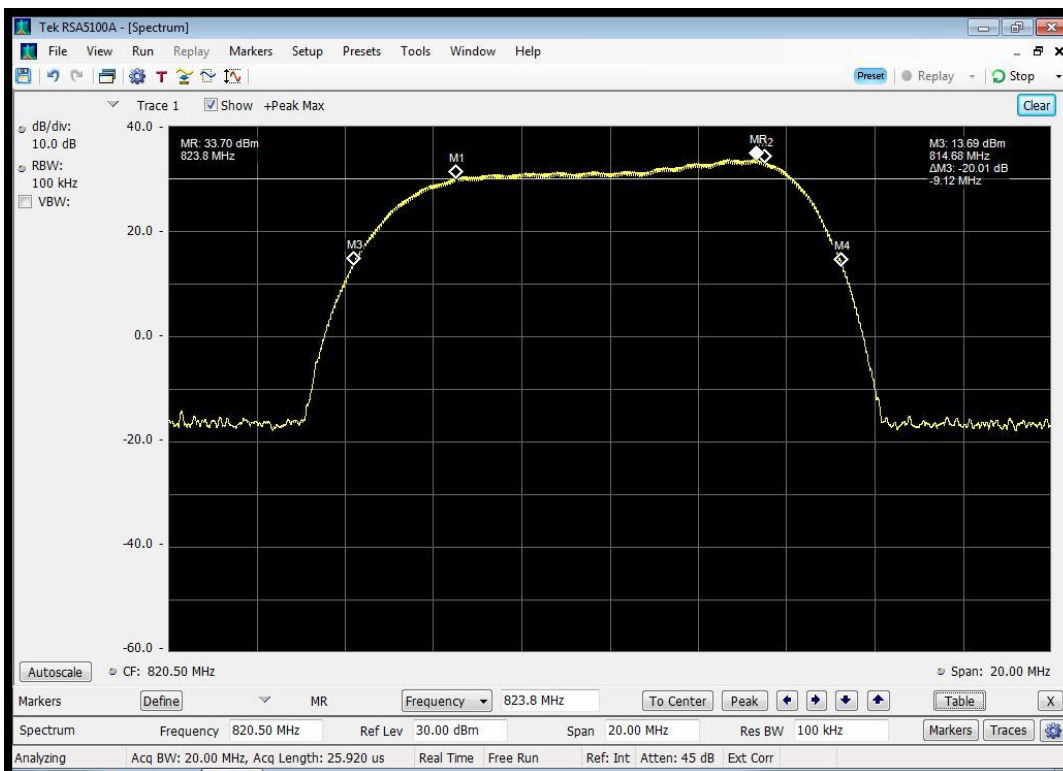 Tek RSA5100A - [Spectrum]
File View Run Replay Markers Setup Presets Tools Window Help
T Preset Replay Stop
Trace 1 Show +Peak Max Clear
dB/div:
10.0 dB
RBW:
100 kHz
VBW:
40.0
20.0
0.0
-20.0
-40.0
-60.0
MR: 33.70 dBm
823.8 MHz
M1
MR2
M3: 13.69 dBm
814.68 MHz
ΔM3: -20.01 dB
-9.12 MHz
M3
M4
Autoscale CF: 820.50 MHz Span: 20.00 MHz
Markers Define MR Frequency 823.8 MHz To Center Peak Table X
Spectrum Frequency 820.50 MHz Ref Lev 30.00 dBm Span 20.00 MHz Res BW 100 kHz Markers Traces
Analyzing Acq BW: 20.00 MHz, Acq Length: 25.920 us Real Time Free Run Ref: Int Atten: 45 dB Ext Corr